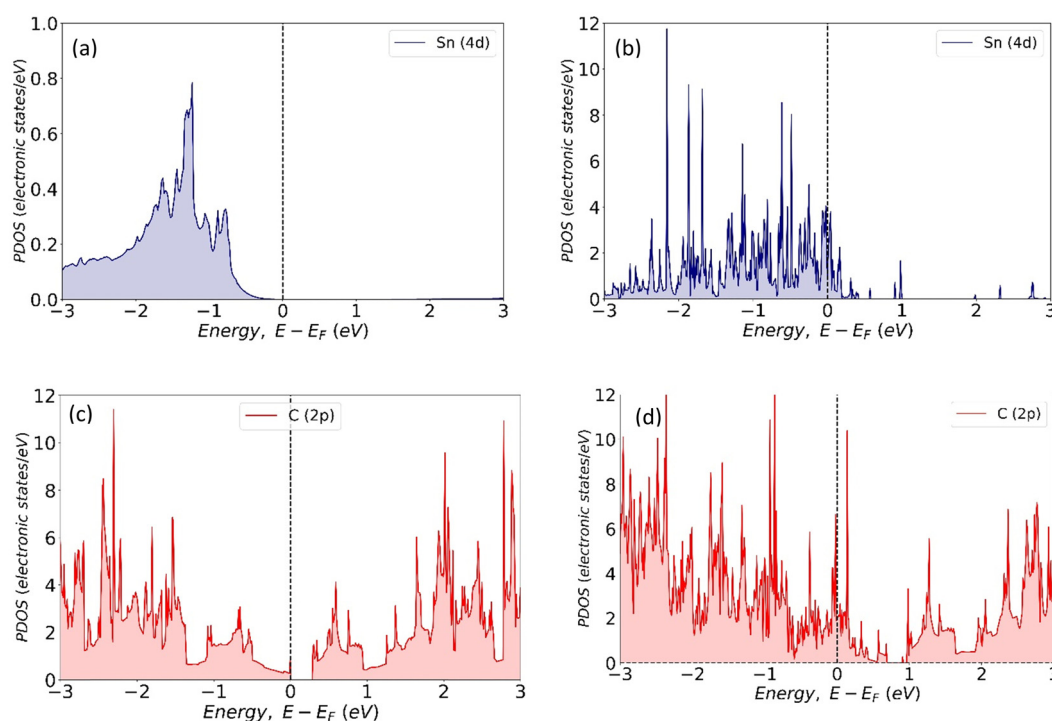 (a)
Sn (4d)
PDOS (electronic states/eV)
1.0
0.8
0.6
0.4
0.2
0.0
−3 −2 −1 0 1 2 3
Energy, E − E_F (eV)
(b)
Sn (4d)
PDOS (electronic states/eV)
12
10
8
6
4
2
0
−3 −2 −1 0 1 2 3
Energy, E − E_F (eV)
(c)
C (2p)
PDOS (electronic states/eV)
12
10
8
6
4
2
0
−3 −2 −1 0 1 2 3
Energy, E − E_F (eV)
(d)
C (2p)
PDOS (electronic states/eV)
12
10
8
6
4
2
0
−3 −2 −1 0 1 2 3
Energy, E − E_F (eV)